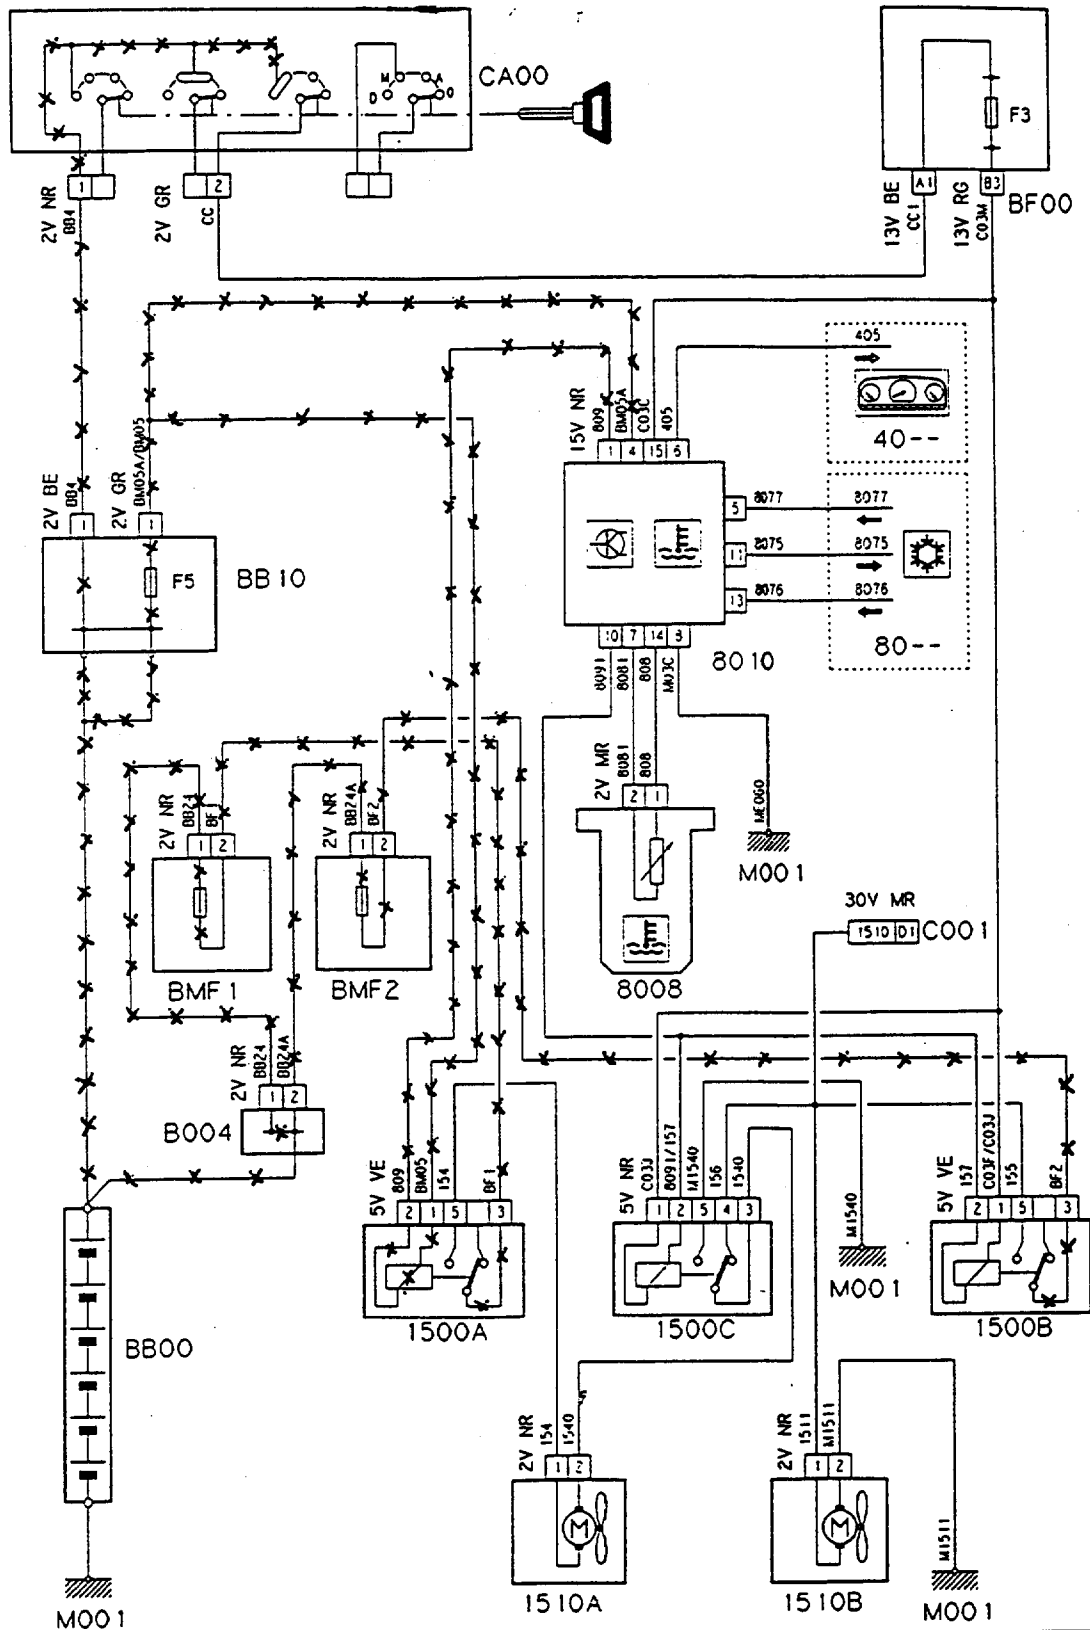 CA00
M A
D O
F3
BF00
1 2
A1 B3
2V NR BB4
2V GR CC
13V BE CC1
13V RG C03M
405
40--
15V NR 809 BM05A C03C 405
1 4 15 6
2V BE BB4
2V GR BM05A/BM05
1 1
F5
BB10
5 8077 8077
11 8075 8075
13 8076 8076
80--
10 7 14 8
8010
8091 8081 808 M03C
2V MR 8081 808
2 1
ME060
M001
2V NR BB24 BF1
1 2
2V NR BB24A BF2
1 2
BMF1
BMF2
8008
30V MR
1510 D1 C001
2V NR BB24 BB24A
1 2
B004
5V VE 809 BM05 154 BF1
2 1 5 3
1500A
5V NR C03J 8091/157 M1540 156 1540
1 2 5 4 3
1500C
M1540
M001
5V VE 157 C03F/C03J 155 BF2
2 1 5 3
1500B
BB00
2V NR 154 1540
1 2
M
1510A
2V NR 1511 M1511
1 2
M
1510B
M1511
M001
M001